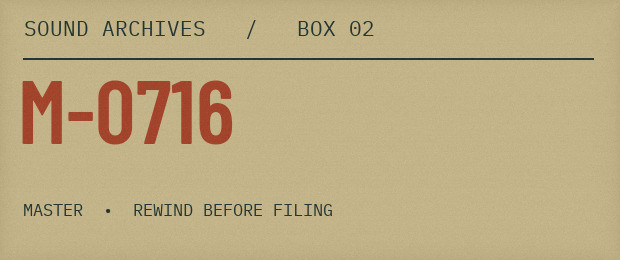 SOUND ARCHIVES / BOX 02
M-0716
MASTER • REWIND BEFORE FILING